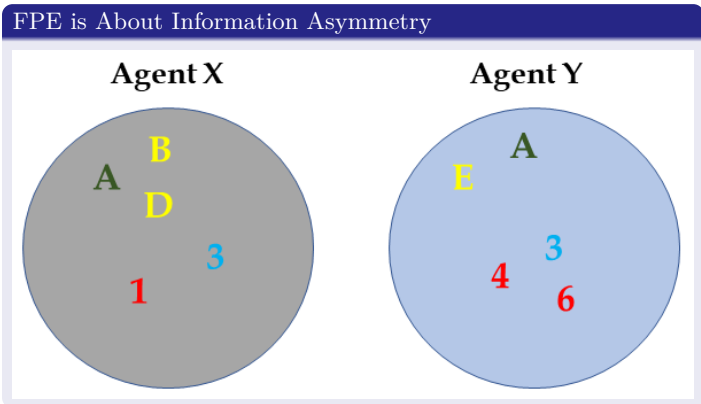 FPE is About Information Asymmetry
Agent X
Agent Y
B
A
D
3
1
A
E
3
4
6